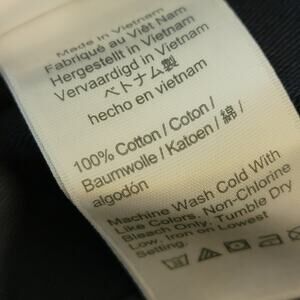 Made in Vietnam
Fabriqué au Việt Nam
Hergestellt in Vietnam
Vervaardigd in Vietnam
ベトナム製
hecho en vietnam
100% Cotton / Coton /
Baumwolle / Katoen / 綿 /
algodón
Machine Wash Cold With
Like Colors, Non-Chlorine
Bleach Only, Tumble Dry
Low, Iron on Lowest
Setting.